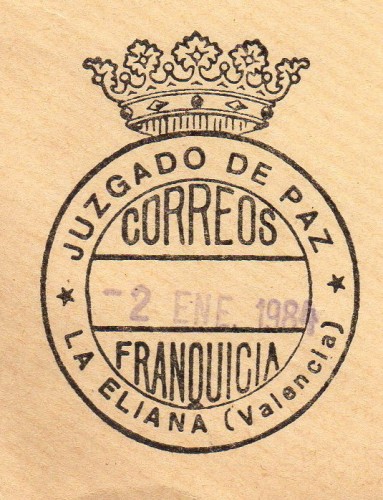 JUZGADO DE PAZ
CORREOS
-2 ENE. 1984
FRANQUICIA
LA ELIANA (Valencia)